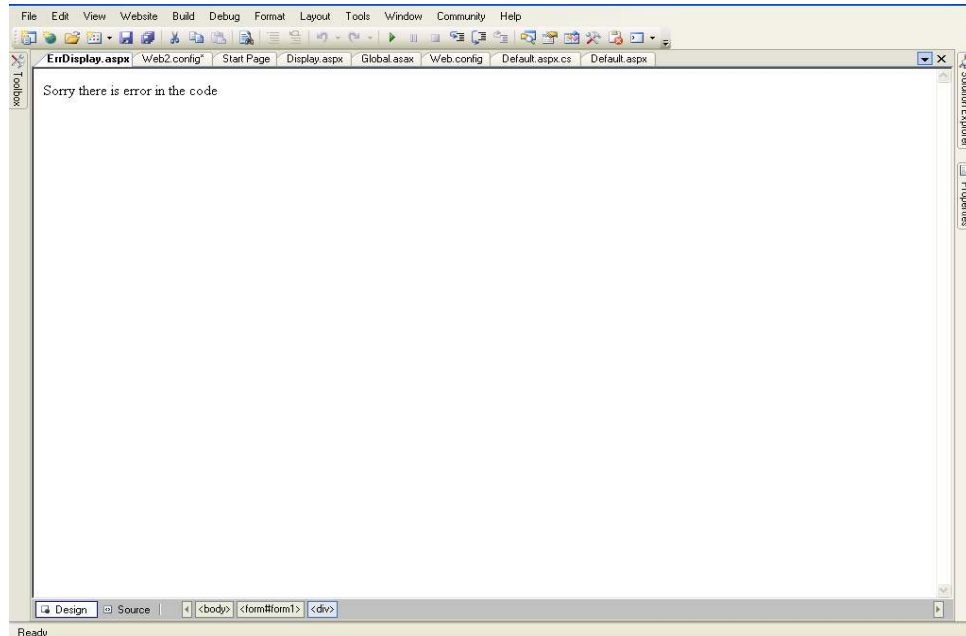 File Edit View Website Build Debug Format Layout Tools Window Community Help
ErrDisplay.aspx Web2.config* Start Page Display.aspx Global.asax Web.config Default.aspx.cs Default.aspx
Toolbox
Sorry there is error in the code
Solution Explorer
Properties
Design Source <body> <form#form1> <div>
Ready